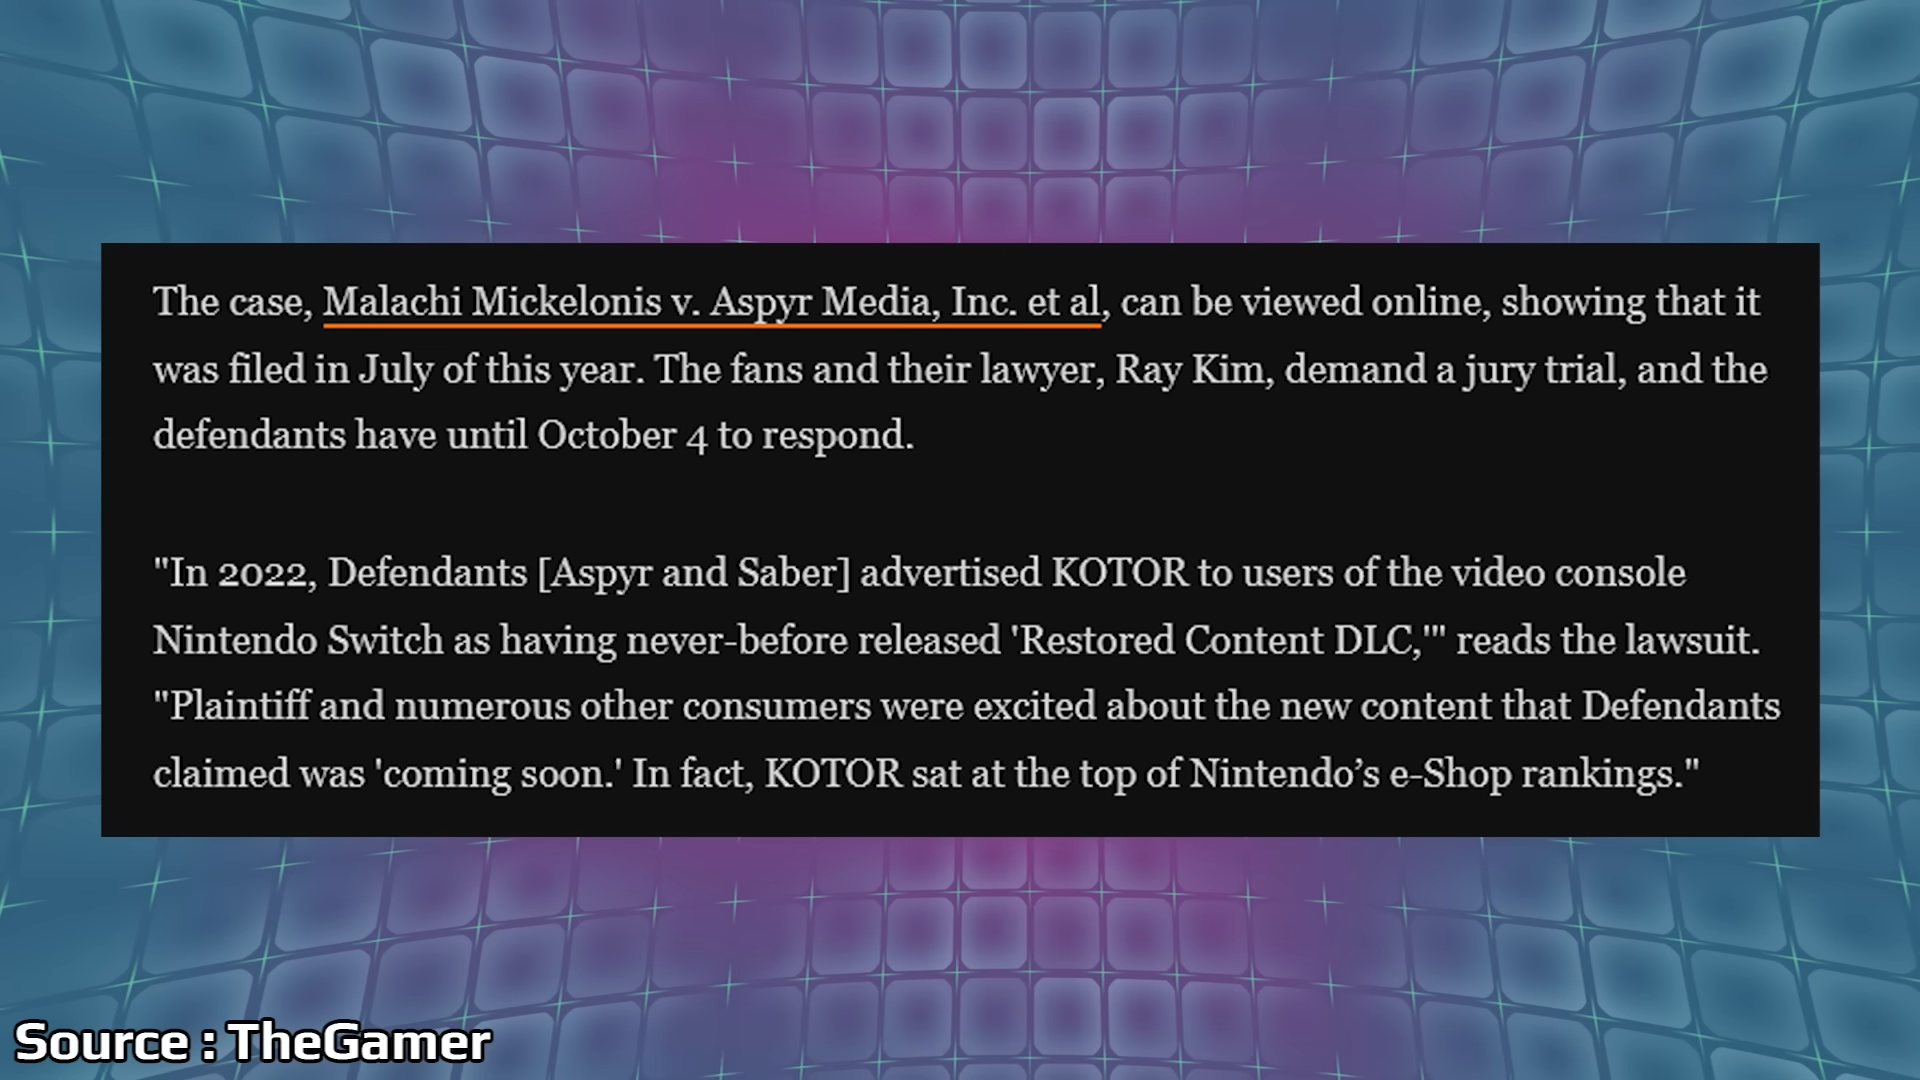 The case, Malachi Mickelonis v. Aspyr Media, Inc. et al, can be viewed online, showing that it
was filed in July of this year. The fans and their lawyer, Ray Kim, demand a jury trial, and the
defendants have until October 4 to respond.
"In 2022, Defendants [Aspyr and Saber] advertised KOTOR to users of the video console
Nintendo Switch as having never-before released 'Restored Content DLC,'" reads the lawsuit.
"Plaintiff and numerous other consumers were excited about the new content that Defendants
claimed was 'coming soon.' In fact, KOTOR sat at the top of Nintendo’s e-Shop rankings."
Source : TheGamer